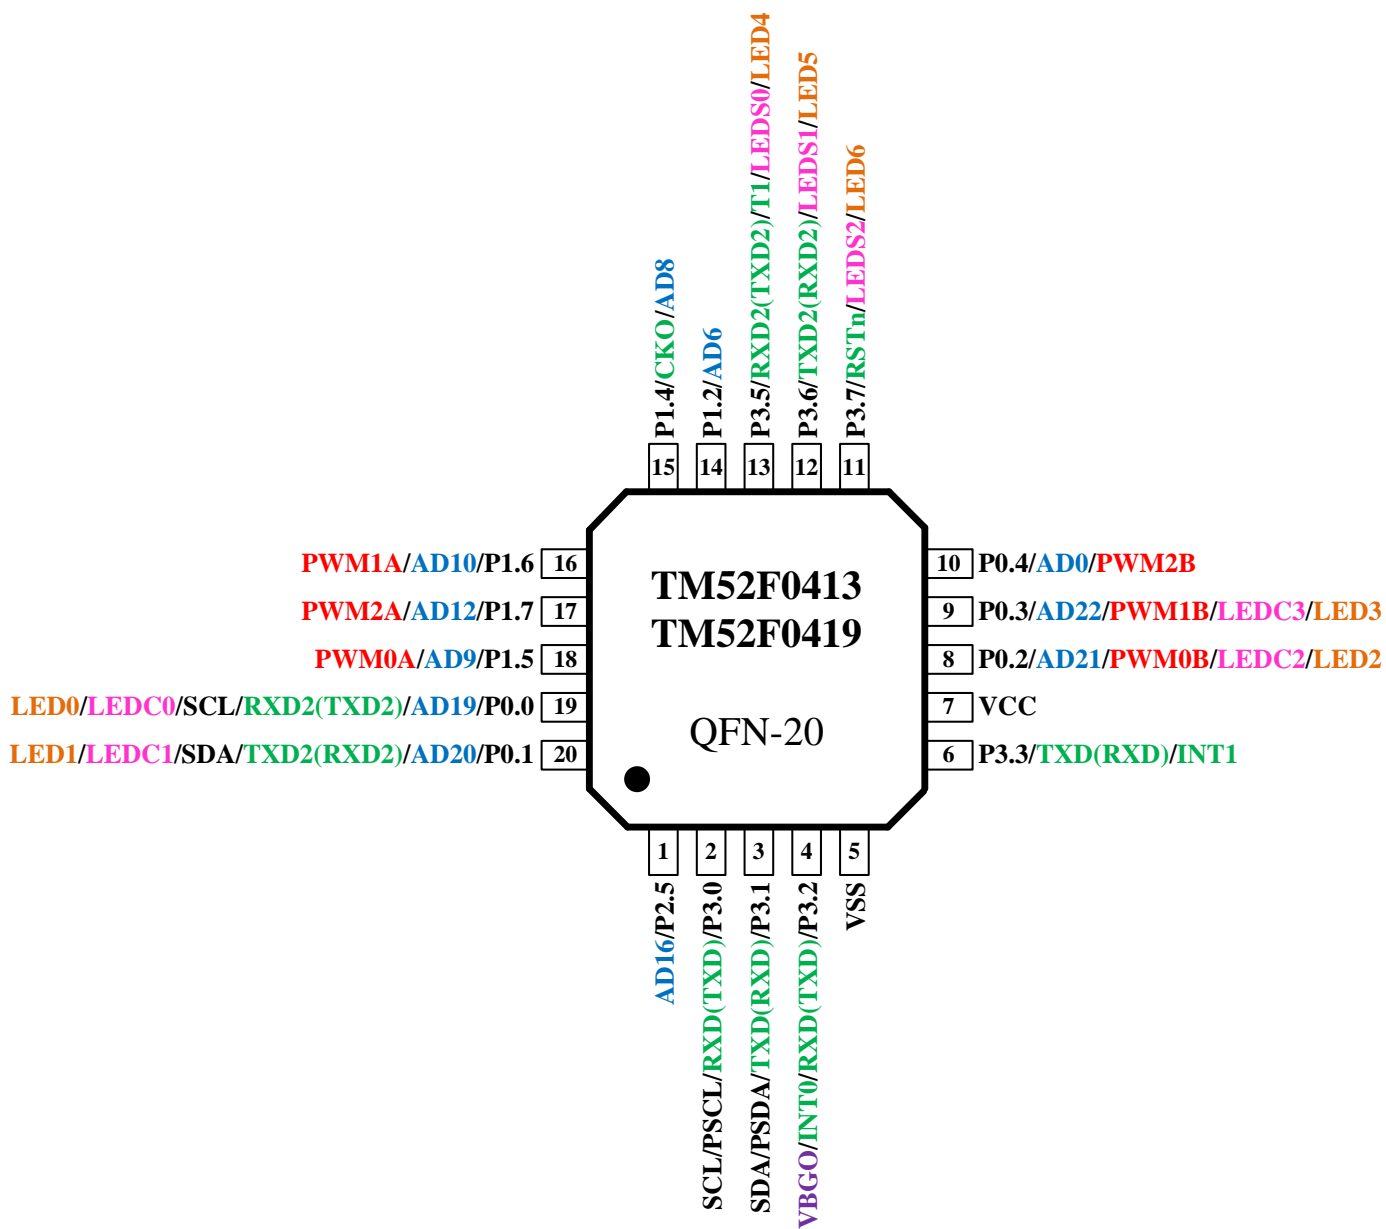 P1.4/CKO/AD8
P1.2/AD6
P3.5/RXD2(TXD2)/T1/LEDS0/LED4
P3.6/TXD2(RXD2)/LEDS1/LED5
P3.7/RSTn/LEDS2/LED6
15 14 13 12 11
PWM1A/AD10/P1.6 16
PWM2A/AD12/P1.7 17
PWM0A/AD9/P1.5 18
LED0/LEDC0/SCL/RXD2(TXD2)/AD19/P0.0 19
LED1/LEDC1/SDA/TXD2(RXD2)/AD20/P0.1 20
TM52F0413
TM52F0419
QFN-20
10 P0.4/AD0/PWM2B
9 P0.3/AD22/PWM1B/LEDC3/LED3
8 P0.2/AD21/PWM0B/LEDC2/LED2
7 VCC
6 P3.3/TXD(RXD)/INT1
1 2 3 4 5
AD16/P2.5
SCL/PSCL/RXD(TXD)/P3.0
SDA/PSDA/TXD(RXD)/P3.1
VBGO/INT0/RXD(TXD)/P3.2
VSS